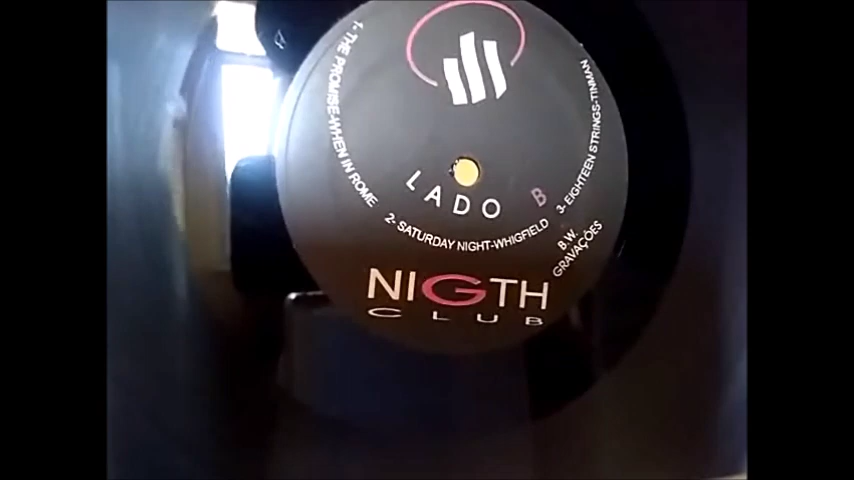 1- THE PROMISE-WHEN IN ROME
2- SATURDAY NIGHT-WHIGFIELD
3- EIGHTEEN STRINGS-TINMAN
LADO B
B.W.
GRAVAÇÕES
NIGTH
CLUB